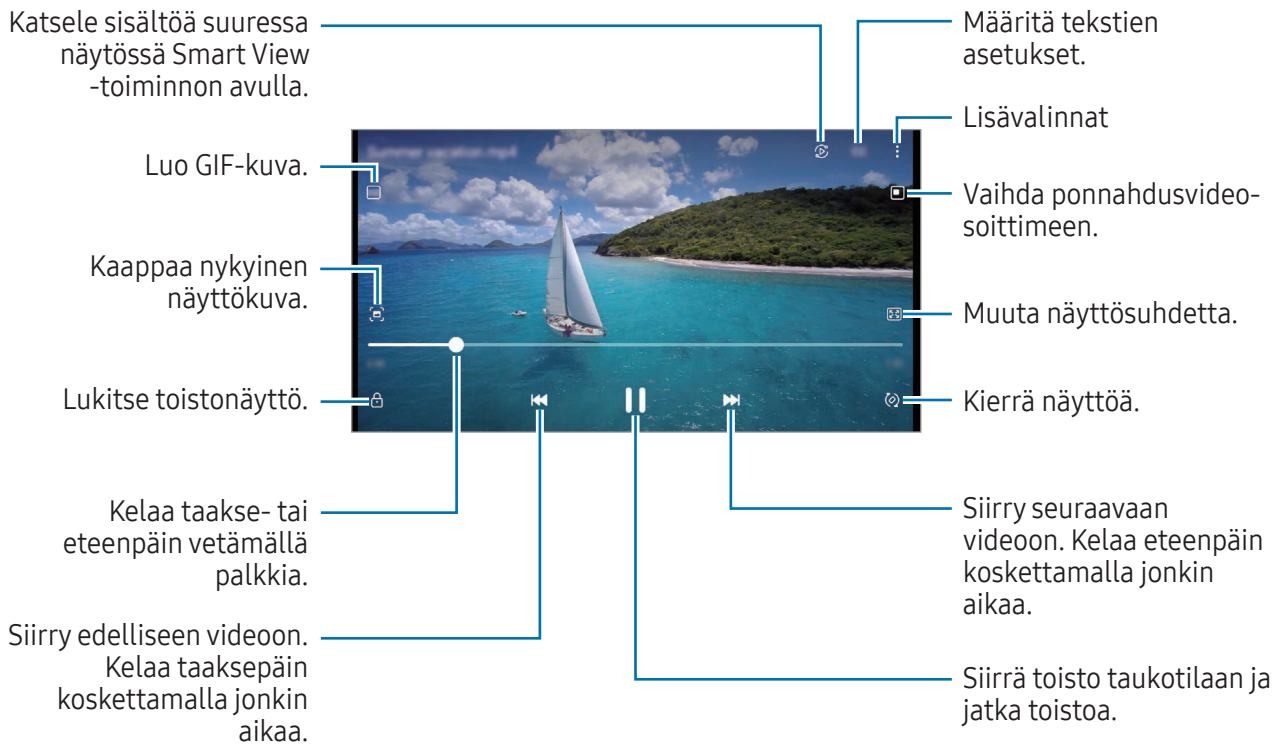 Katsele sisältöä suuressa
näytössä Smart View
-toiminnon avulla.
Luo GIF-kuva.
Kaappaa nykyinen
näyttökuva.
Lukitse toistonäyttö.
Kelaa taakse- tai
eteenpäin vetämällä
palkkia.
Siirry edelliseen videoon.
Kelaa taaksepäin
koskettamalla jonkin
aikaa.
Määritä tekstien
asetukset.
Lisävalinnat
Vaihda ponnahdusvideo-
soittimeen.
Muuta näyttösuhdetta.
Kierrä näyttöä.
Siirry seuraavaan
videoon. Kelaa eteenpäin
koskettamalla jonkin
aikaa.
Siirrä toisto taukotilaan ja
jatka toistoa.